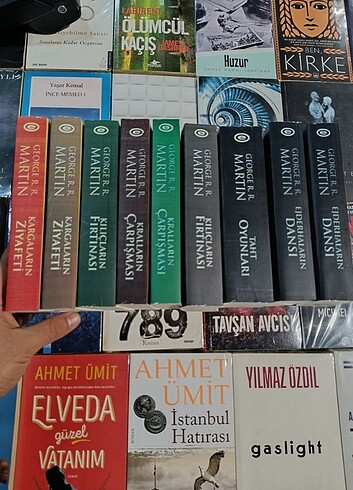 LABİRENT
ÖLÜMCÜL
KAÇIŞ
Huzur
BEN,
KİRKE
Yaşar Kemal
İNCE MEMED 1
GEORGE R. R.
MARTIN
KARGALARIN
ZİYAFETİ
GEORGE R. R.
MARTIN
KARGALARIN
ZİYAFETİ
GEORGE R. R.
MARTIN
KILIÇLARIN
FIRTINASI
GEORGE R. R.
MARTIN
KRALLARIN
ÇARPIŞMASI
GEORGE R. R.
MARTIN
KRALLARIN
ÇARPIŞMASI
GEORGE R. R.
MARTIN
KILIÇLARIN
FIRTINASI
GEORGE R. R.
MARTIN
TAHT
OYUNLARI
GEORGE R. R.
MARTIN
EJDERHALARIN
DANSI
GEORGE R. R.
MARTIN
EJDERHALARIN
DANSI
789
TAVŞAN AVCISI
MICHAEL
AHMET ÜMİT
ELVEDA
güzel
VATANIM
AHMET
ÜMİT
İstanbul
Hatırası
YILMAZ ÖZDİL
gaslight